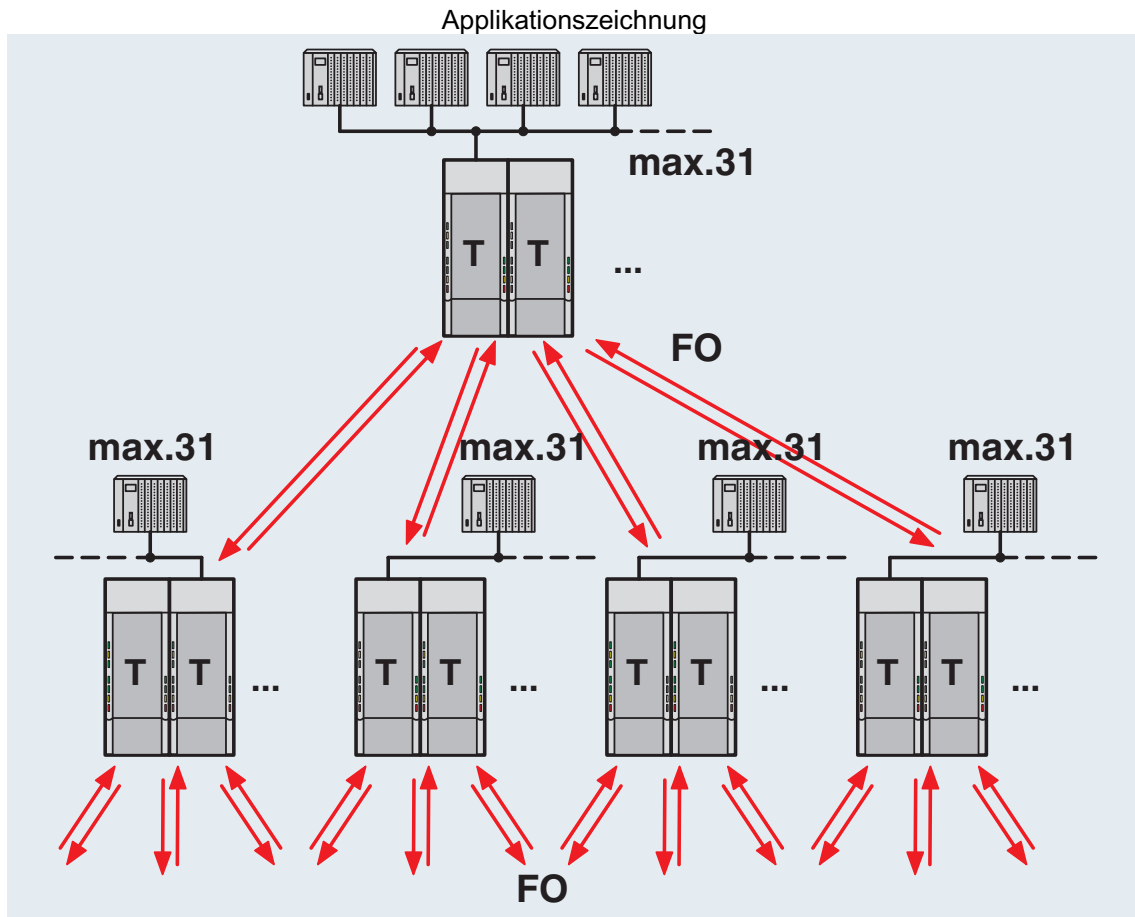 Applikationszeichnung
max.31
T T ...
FO
max.31 max.31 max.31 max.31
T T ... T T ... T T ... T T ...
FO